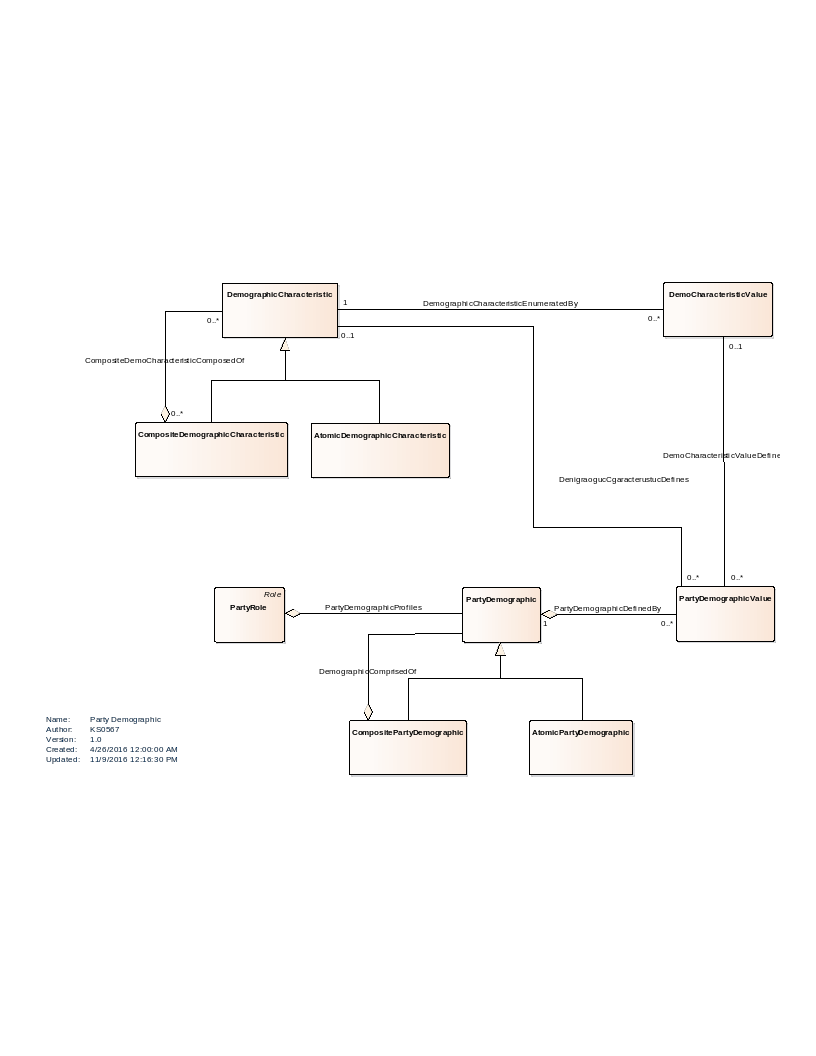 DemographicCharacteristic
DemoCharacteristicValue
1
DemographicCharacteristicEnumeratedBy
0..*
0..*
0..1
0..1
CompositeDemoCharacteristicComposedOf
0..*
CompositeDemographicCharacteristic
AtomicDemographicCharacteristic
DemoCharacteristicValueDefine
DenigraogucCgaracterustucDefines
0..*
0..*
Role
PartyRole
PartyDemographicProfiles
PartyDemographic
PartyDemographicDefinedBy
PartyDemographicValue
1
0..*
DemographicComprisedOf
CompositePartyDemographic
AtomicPartyDemographic
Name: Party Demographic
Author: KS0567
Version: 1.0
Created: 4/26/2016 12:00:00 AM
Updated: 11/9/2016 12:16:30 PM